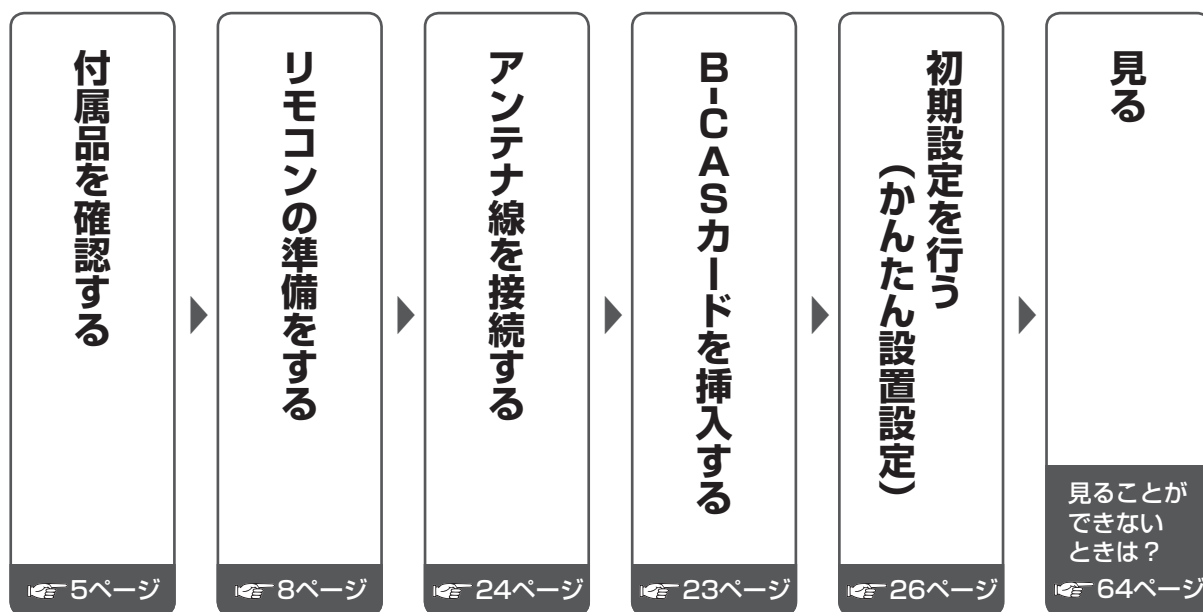 付属品を確認する
5ページ
リモコンの準備をする
8ページ
アンテナ線を接続する
24ページ
B-CASカードを挿入する
23ページ
初期設定を行う
（かんたん設置設定）
26ページ
見る
見ることが
できない
ときは？
64ページ